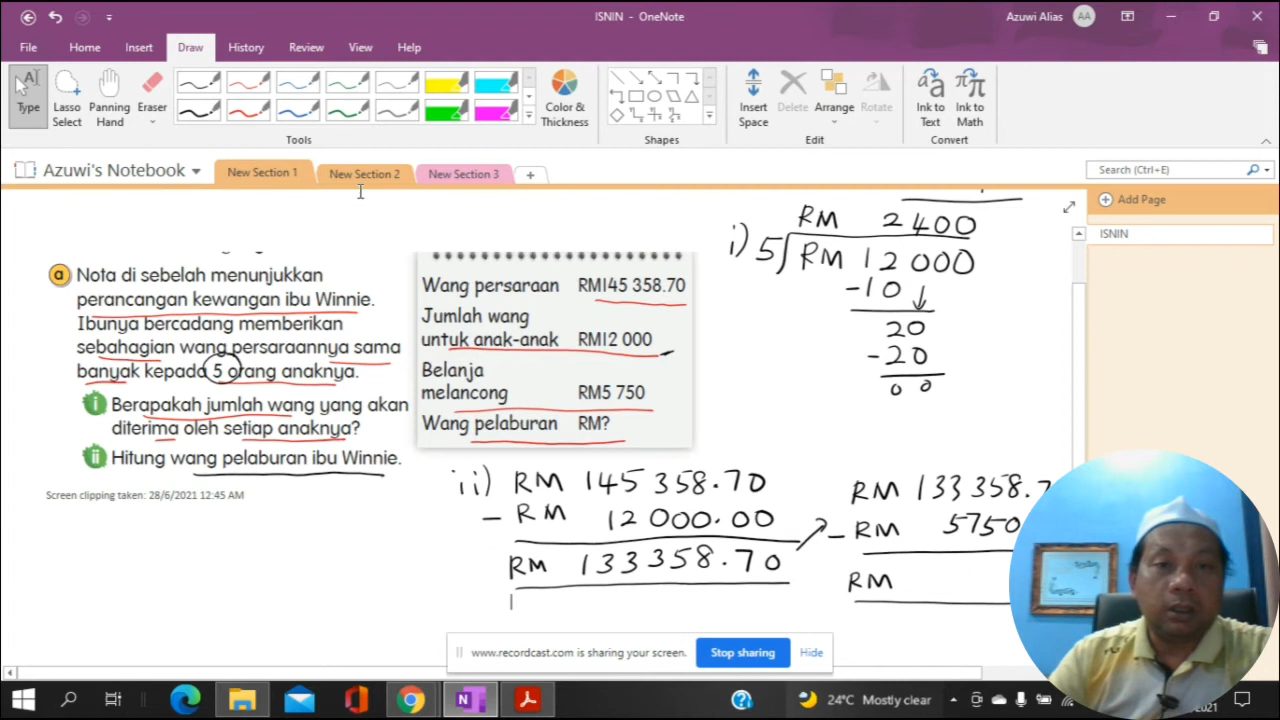 ISNIN - OneNote
Azuwi Alias AA
File Home Insert Draw History Review View Help
Type
Lasso Select
Panning Hand
Eraser
Color & Thickness
Insert Space
Delete
Arrange
Rotate
Ink to Text
Ink to Math
Tools
Shapes
Edit
Convert
Azuwi's Notebook
New Section 1
New Section 2
New Section 3
Search (Ctrl+E)
Add Page
ISNIN
a Nota di sebelah menunjukkan
perancangan kewangan ibu Winnie.
Ibunya bercadang memberikan
sebahagian wang persaraannya sama
banyak kepada 5 orang anaknya.
i Berapakah jumlah wang yang akan
diterima oleh setiap anaknya?
ii Hitung wang pelaburan ibu Winnie.
Screen clipping taken: 28/6/2021 12:45 AM
Wang persaraan RM145 358.70
Jumlah wang
untuk anak-anak RM12 000
Belanja
melancong RM5 750
Wang pelaburan RM?
RM 2400
i) 5 RM 12000
-10
20
-20
00
ii) RM 145 358.70
- RM 12 000.00
RM 133358.70
RM 133 358.7
- RM 5750
RM
www.recordcast.com is sharing your screen.
Stop sharing
Hide
24°C Mostly clear
2021